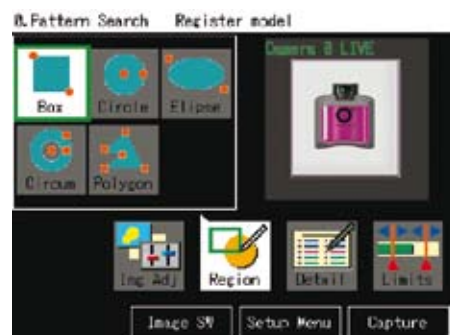 0.Pattern Search Register model
Camera 0 LIVE
Box Circle Elipse
Circum Polygon
Img Adj Region Detail Limits
Image SW Setup Menu Capture